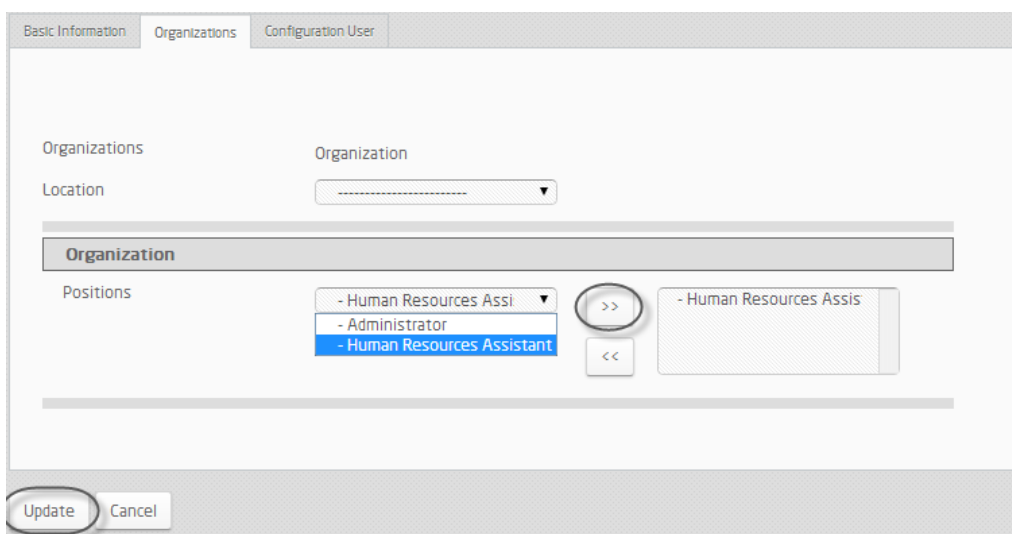 Basic Information Organizations Configuration User
Organizations Organization
Location ------------------------
Organization
Positions - Human Resources Assi >> - Human Resources Assis
- Administrator
- Human Resources Assistant
<<
Update Cancel